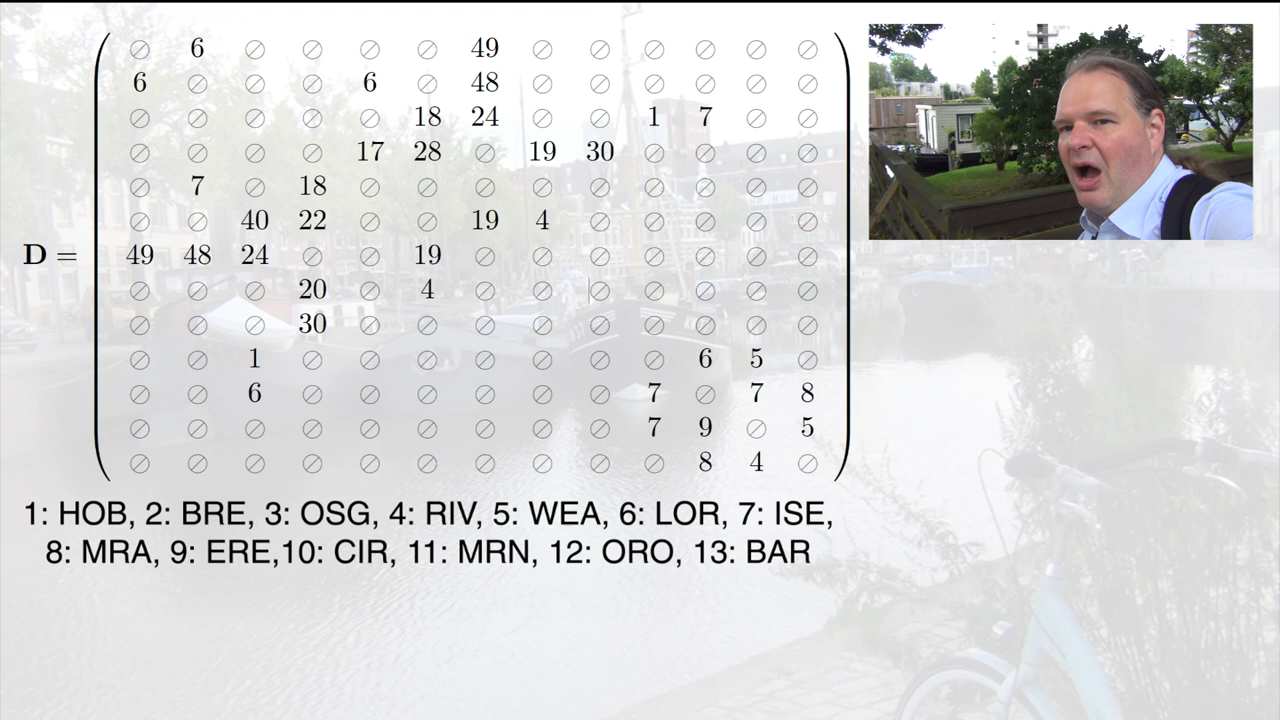 ∅ 6 ∅ ∅ ∅ ∅ 49 ∅ ∅ ∅ ∅ ∅ ∅
6 ∅ ∅ ∅ 6 ∅ 48 ∅ ∅ ∅ ∅ ∅ ∅
∅ ∅ ∅ ∅ ∅ 18 24 ∅ ∅ 1 7 ∅ ∅
∅ ∅ ∅ ∅ 17 28 ∅ 19 30 ∅ ∅ ∅ ∅
∅ 7 ∅ 18 ∅ ∅ ∅ ∅ ∅ ∅ ∅ ∅ ∅
∅ ∅ 40 22 ∅ ∅ 19 4 ∅ ∅ ∅ ∅ ∅
D = 49 48 24 ∅ ∅ 19 ∅ ∅ ∅ ∅ ∅ ∅ ∅
∅ ∅ ∅ 20 ∅ 4 ∅ ∅ ∅ ∅ ∅ ∅ ∅
∅ ∅ ∅ 30 ∅ ∅ ∅ ∅ ∅ ∅ ∅ ∅ ∅
∅ ∅ 1 ∅ ∅ ∅ ∅ ∅ ∅ ∅ 6 5 ∅
∅ ∅ 6 ∅ ∅ ∅ ∅ ∅ ∅ 7 ∅ 7 8
∅ ∅ ∅ ∅ ∅ ∅ ∅ ∅ ∅ 7 9 ∅ 5
∅ ∅ ∅ ∅ ∅ ∅ ∅ ∅ ∅ ∅ 8 4 ∅
1: HOB, 2: BRE, 3: OSG, 4: RIV, 5: WEA, 6: LOR, 7: ISE,
8: MRA, 9: ERE,10: CIR, 11: MRN, 12: ORO, 13: BAR